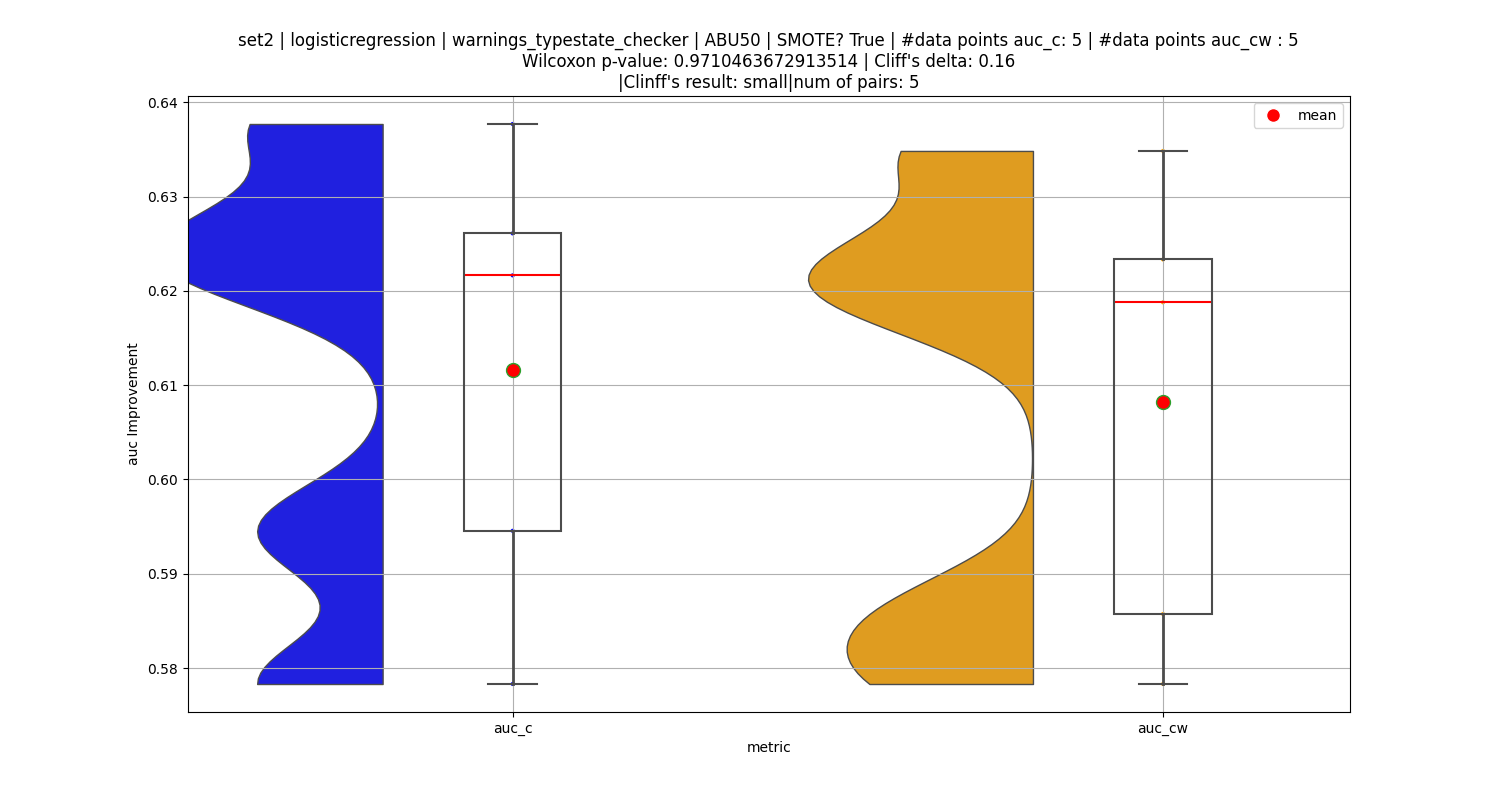 set2 | logisticregression | warnings_typestate_checker | ABU50 | SMOTE? True | #data points auc_c: 5 | #data points auc_cw : 5
Wilcoxon p-value: 0.9710463672913514 | Cliff's delta: 0.16
|Clinff's result: small|num of pairs: 5
mean
0.64
0.63
0.62
0.61
0.60
0.59
0.58
auc Improvement
auc_c
auc_cw
metric